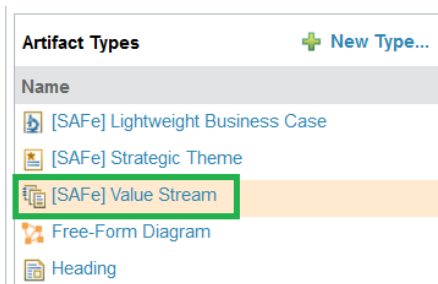 Artifact Types New Type...
Name
[SAFe] Lightweight Business Case
[SAFe] Strategic Theme
[SAFe] Value Stream
Free-Form Diagram
Heading